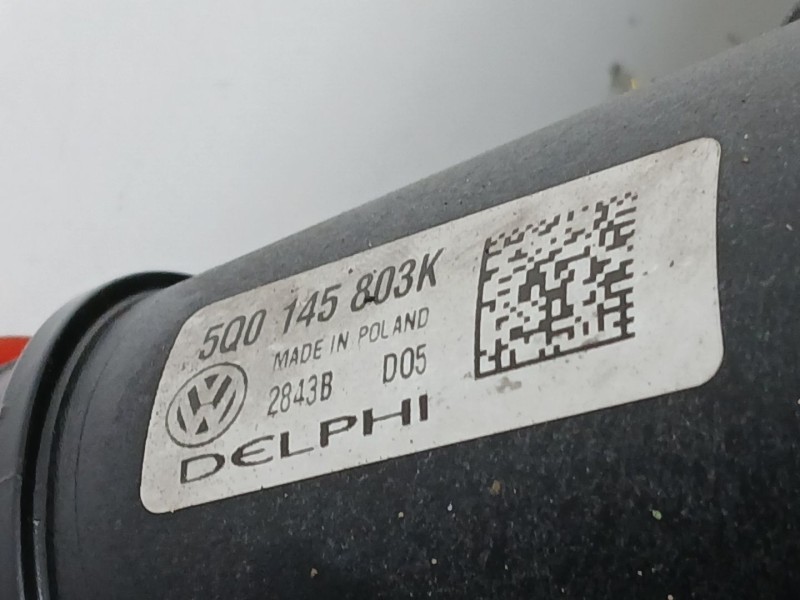 5Q0 145 803K
MADE IN POLAND
2843B D05
DELPHI